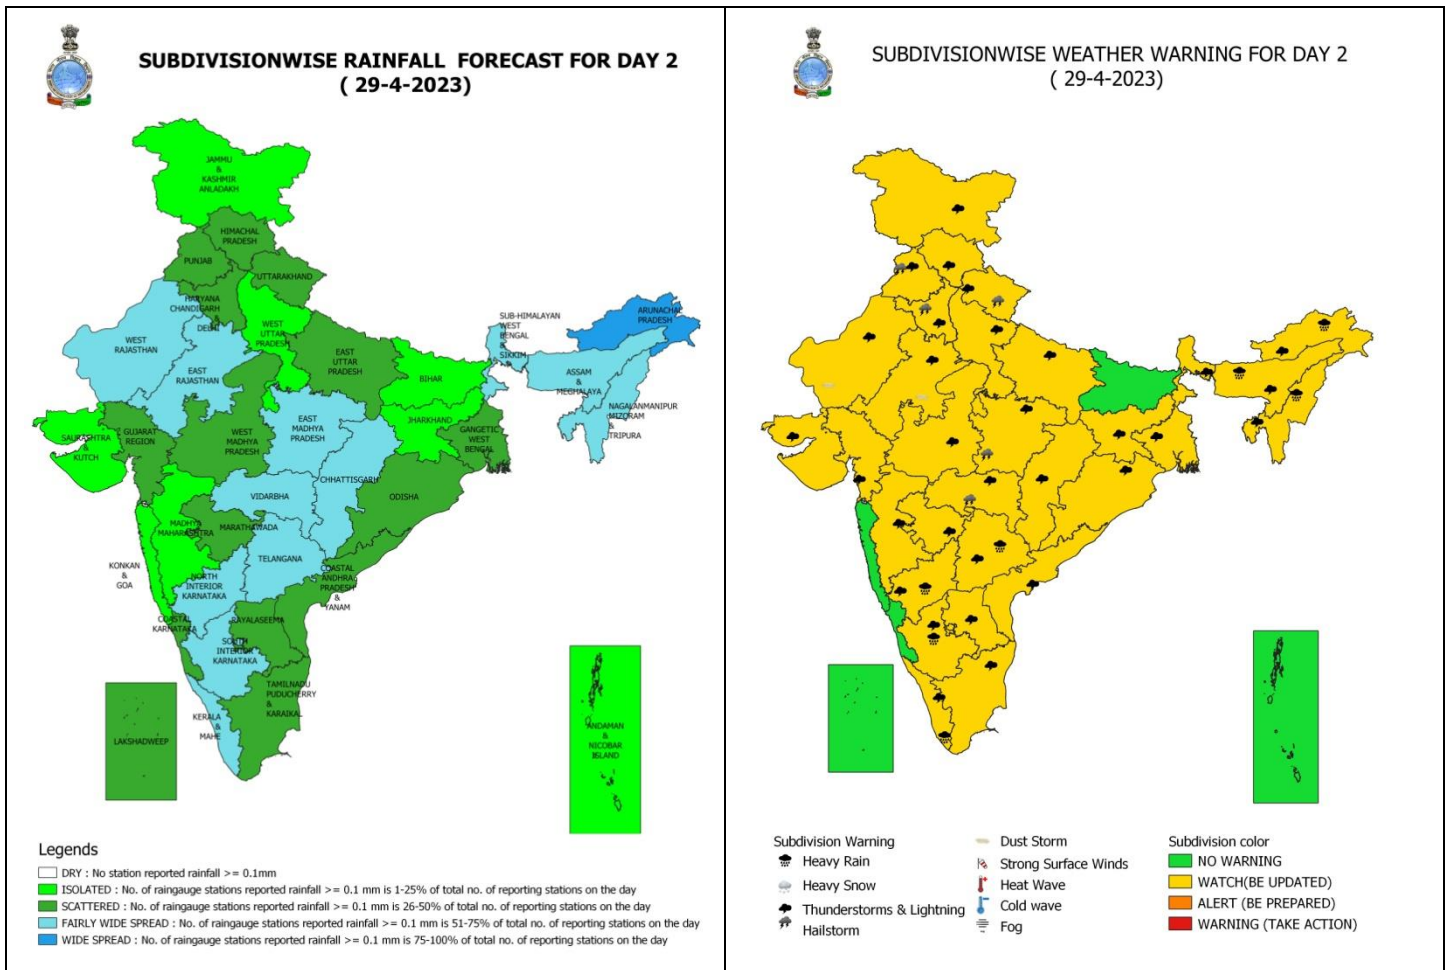 SUBDIVISIONWISE RAINFALL FORECAST FOR DAY 2
( 29-4-2023)
JAMMU
&
KASHMIR
ANLADAKH
HIMACHAL
PRADESH
PUNJAB
UTTARAKHAND
HARYANA
CHANDIGARH
&
DELHI
WEST
UTTAR
PRADESH
WEST
RAJASTHAN
EAST
RAJASTHAN
EAST
UTTAR
PRADESH
BIHAR
SUB-HIMALAYAN
WEST
BENGAL
&
SIKKIM
ARUNACHAL
PRADESH
ASSAM
&
MEGHALAYA
NAGALANMANIPUR
MIZORAM
&
TRIPURA
JHARKHAND
GANGETIC
WEST
BENGAL
SAURASHTRA
&
KUTCH
GUJARAT
REGION
WEST
MADHYA
PRADESH
EAST
MADHYA
PRADESH
CHHATTISGARH
ODISHA
VIDARBHA
MADHYA
MAHARASHTRA
MARATHAWADA
TELANGANA
KONKAN
&
GOA
NORTH
INTERIOR
KARNATAKA
COASTAL
ANDHRA
PRADESH
&
YANAM
COASTAL
KARNATAKA
RAYALASEEMA
SOUTH
INTERIOR
KARNATAKA
TAMILNADU
PUDUCHERRY
&
KARAIKAL
KERALA
&
MAHE
LAKSHADWEEP
ANDAMAN
&
NICOBAR
ISLAND
Legends
DRY : No station reported rainfall >= 0.1mm
ISOLATED : No. of raingauge stations reported rainfall >= 0.1 mm is 1-25% of total no. of reporting stations on the day
SCATTERED : No. of raingauge stations reported rainfall >= 0.1 mm is 26-50% of total no. of reporting stations on the day
FAIRLY WIDE SPREAD : No. of raingauge stations reported rainfall >= 0.1 mm is 51-75% of total no. of reporting stations on the day
WIDE SPREAD : No. of raingauge stations reported rainfall >= 0.1 mm is 75-100% of total no. of reporting stations on the day
SUBDIVISIONWISE WEATHER WARNING FOR DAY 2
( 29-4-2023)
Subdivision Warning
Heavy Rain
Heavy Snow
Thunderstorms & Lightning
Hailstorm
Dust Storm
Strong Surface Winds
Heat Wave
Cold wave
Fog
Subdivision color
NO WARNING
WATCH(BE UPDATED)
ALERT (BE PREPARED)
WARNING (TAKE ACTION)